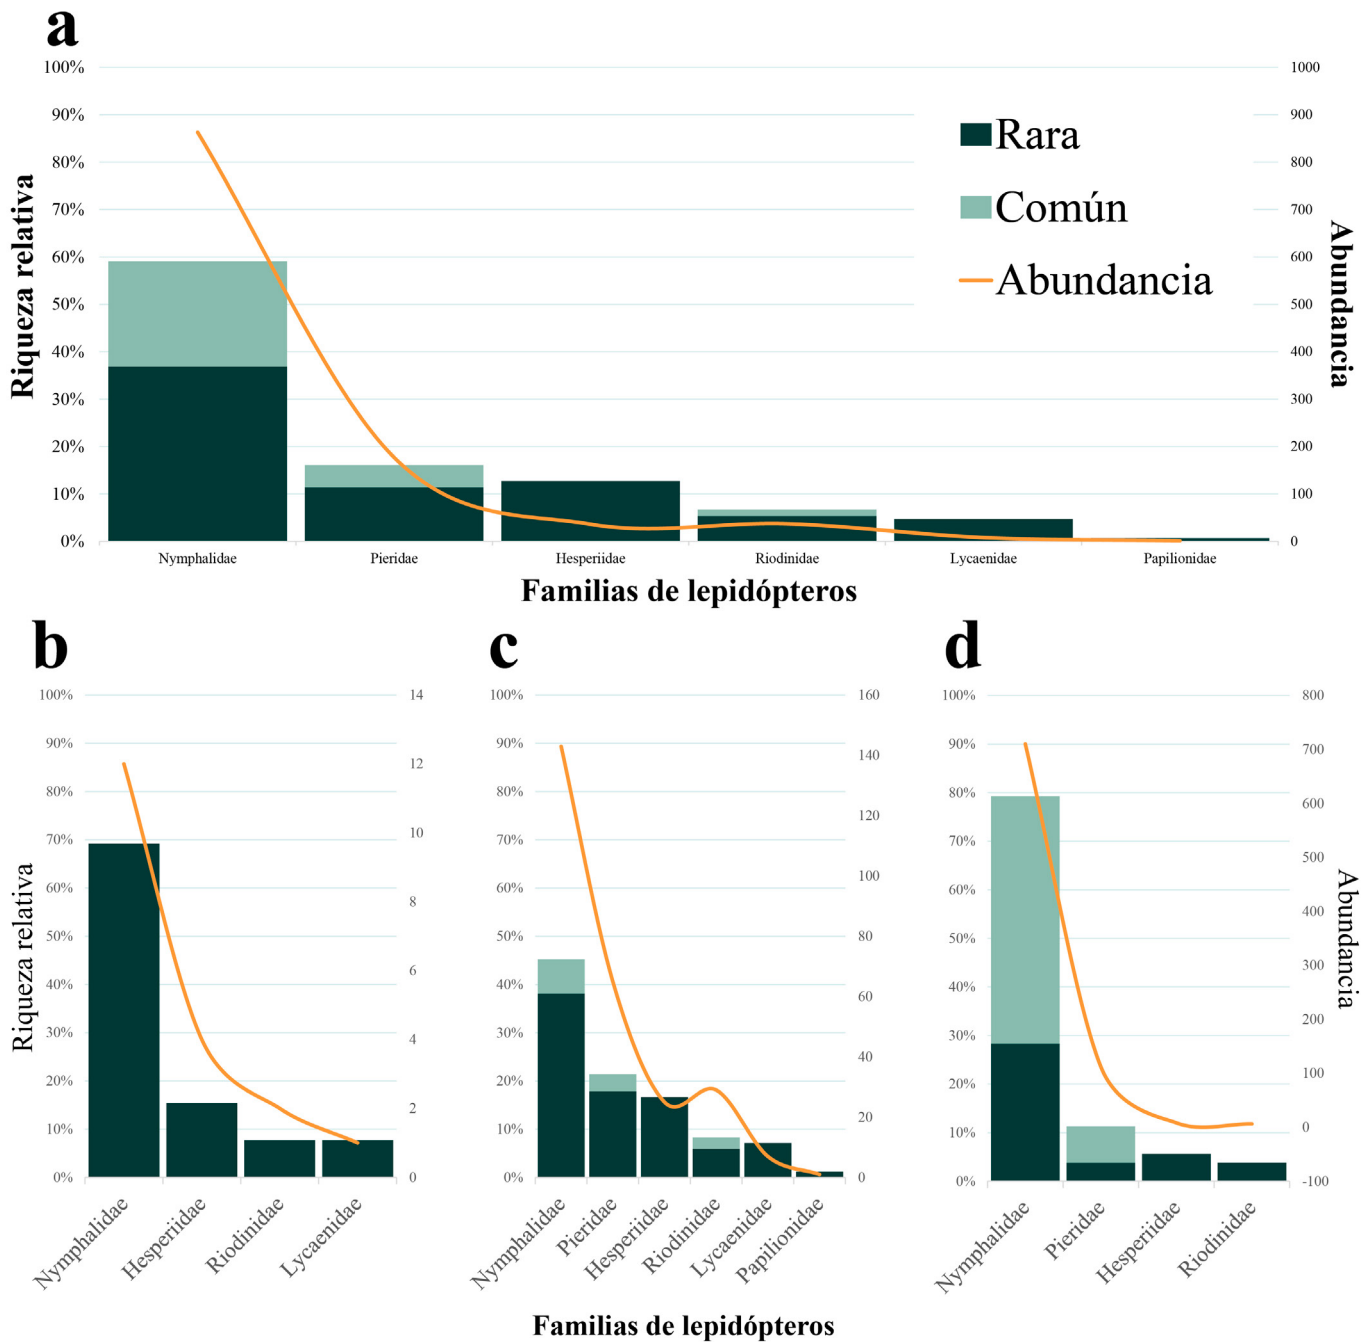 a
100%
90%
80%
70%
60%
50%
40%
30%
20%
10%
0%
Riqueza relativa
1000
900
800
700
600
500
400
300
200
100
0
Abundancia
Rara
Común
Abundancia
Nymphalidae Pieridae Hesperiidae Riodinidae Lycaenidae Papilionidae
Familias de lepidópteros
b
100%
90%
80%
70%
60%
50%
40%
30%
20%
10%
0%
Riqueza relativa
14
12
10
8
6
4
2
0
Nymphalidae
Hesperiidae
Riodinidae
Lycaenidae
c
100%
90%
80%
70%
60%
50%
40%
30%
20%
10%
0%
160
140
120
100
80
60
40
20
0
Nymphalidae
Pieridae
Hesperiidae
Riodinidae
Lycaenidae
Papilionidae
d
100%
90%
80%
70%
60%
50%
40%
30%
20%
10%
0%
800
700
600
500
400
300
200
100
0
-100
Abundancia
Nymphalidae
Pieridae
Hesperiidae
Riodinidae
Familias de lepidópteros